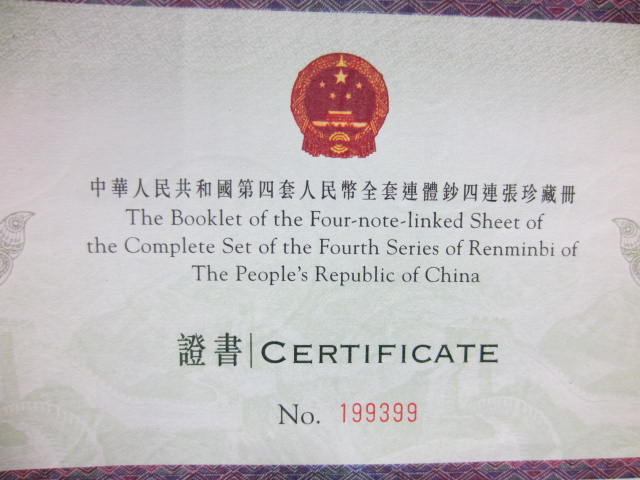 中華人民共和國第四套人民幣全套連體鈔四連張珍藏冊
The Booklet of the Four-note-linked Sheet of
the Complete Set of the Fourth Series of Renminbi of
The People's Republic of China
證書|CERTIFICATE
No. 199399